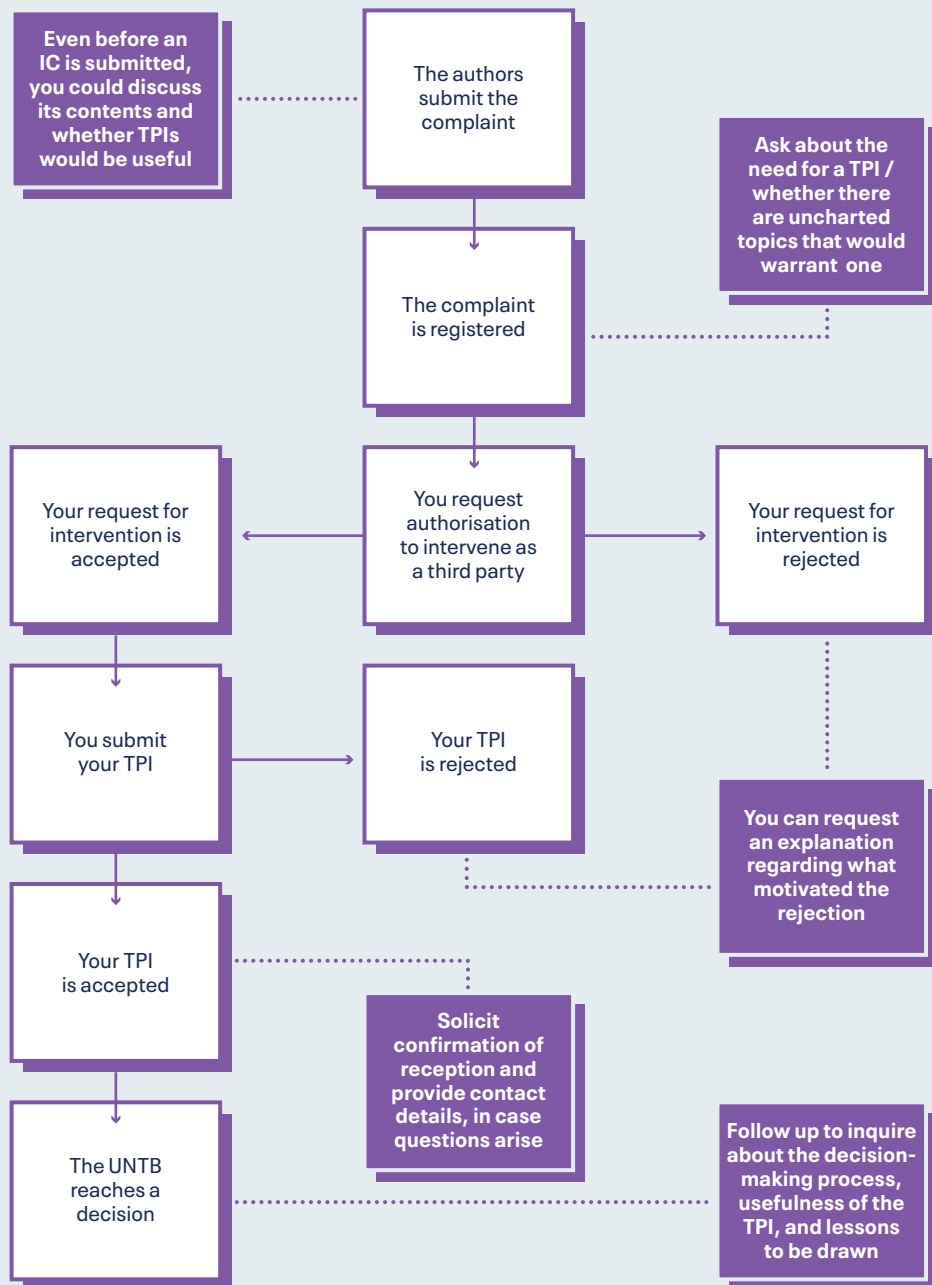 Even before an
IC is submitted,
you could discuss
its contents and
whether TPIs
would be useful
The authors
submit the
complaint
Ask about the
need for a TPI /
whether there
are uncharted
topics that would
warrant one
The complaint
is registered
Your request for
intervention is
accepted
You request
authorisation
to intervene as
a third party
Your request for
intervention is
rejected
You submit
your TPI
Your TPI
is rejected
You can request
an explanation
regarding what
motivated the
rejection
Your TPI
is accepted
Solicit
confirmation of
reception and
provide contact
details, in case
questions arise
The UNTB
reaches a
decision
Follow up to inquire
about the decision-
making process,
usefulness of the
TPI, and lessons
to be drawn